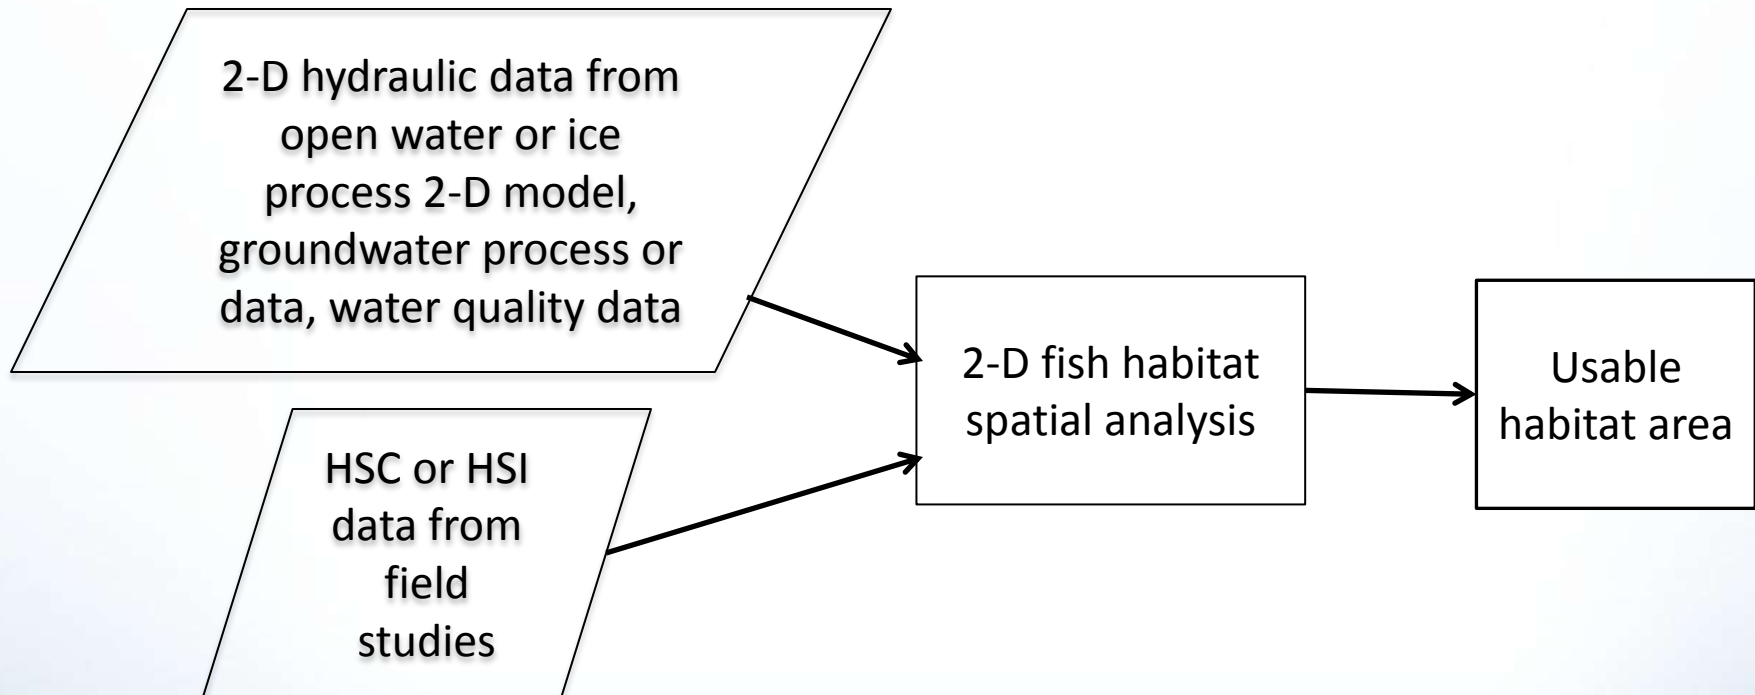 2-D hydraulic data from
open water or ice
process 2-D model,
groundwater process or
data, water quality data
HSC or HSI
data from
field
studies
2-D fish habitat
spatial analysis
Usable
habitat area